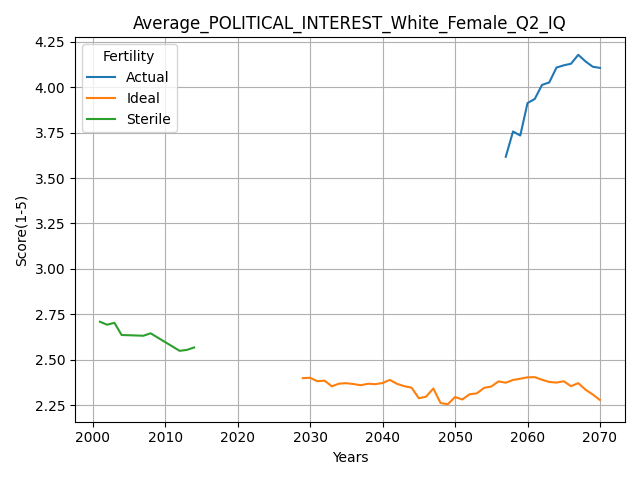 Average_POLITICAL_INTEREST_White_Female_Q2_IQ
Fertility
Actual
Ideal
Sterile
Score(1-5)
4.25
4.00
3.75
3.50
3.25
3.00
2.75
2.50
2.25
2000 2010 2020 2030 2040 2050 2060 2070
Years